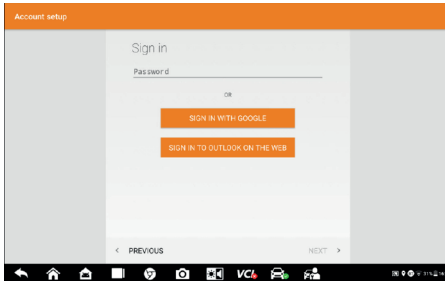 Account setup
Sign in
Password
OR
SIGN IN WITH GOOGLE
SIGN IN TO OUTLOOK ON THE WEB
< PREVIOUS
NEXT >
VCI